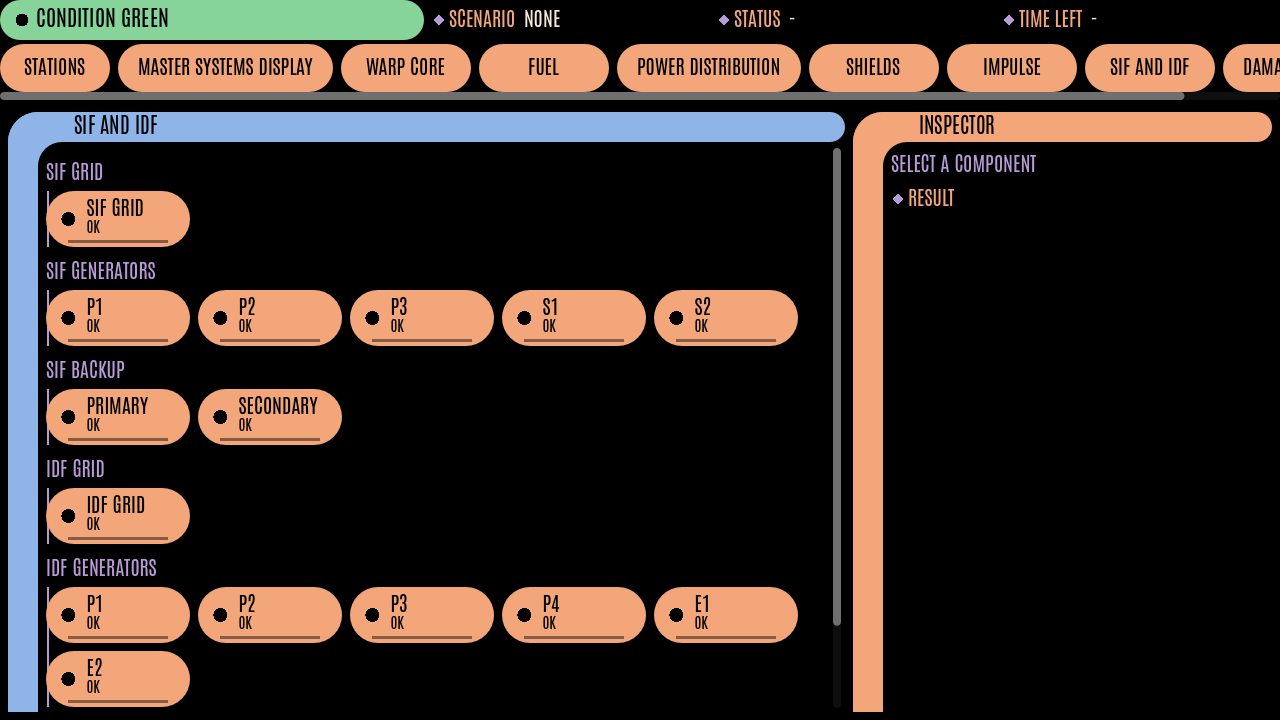 CONDITION GREEN
SCENARIO NONE
STATUS -
TIME LEFT -
STATIONS
MASTER SYSTEMS DISPLAY
WARP CORE
FUEL
POWER DISTRIBUTION
SHIELDS
IMPULSE
SIF AND IDF
DAMA
SIF AND IDF
SIF GRID
SIF GRID
OK
SIF GENERATORS
P1
OK
P2
OK
P3
OK
S1
OK
S2
OK
SIF BACKUP
PRIMARY
OK
SECONDARY
OK
IDF GRID
IDF GRID
OK
IDF GENERATORS
P1
OK
P2
OK
P3
OK
P4
OK
E1
OK
E2
OK
INSPECTOR
SELECT A COMPONENT
RESULT